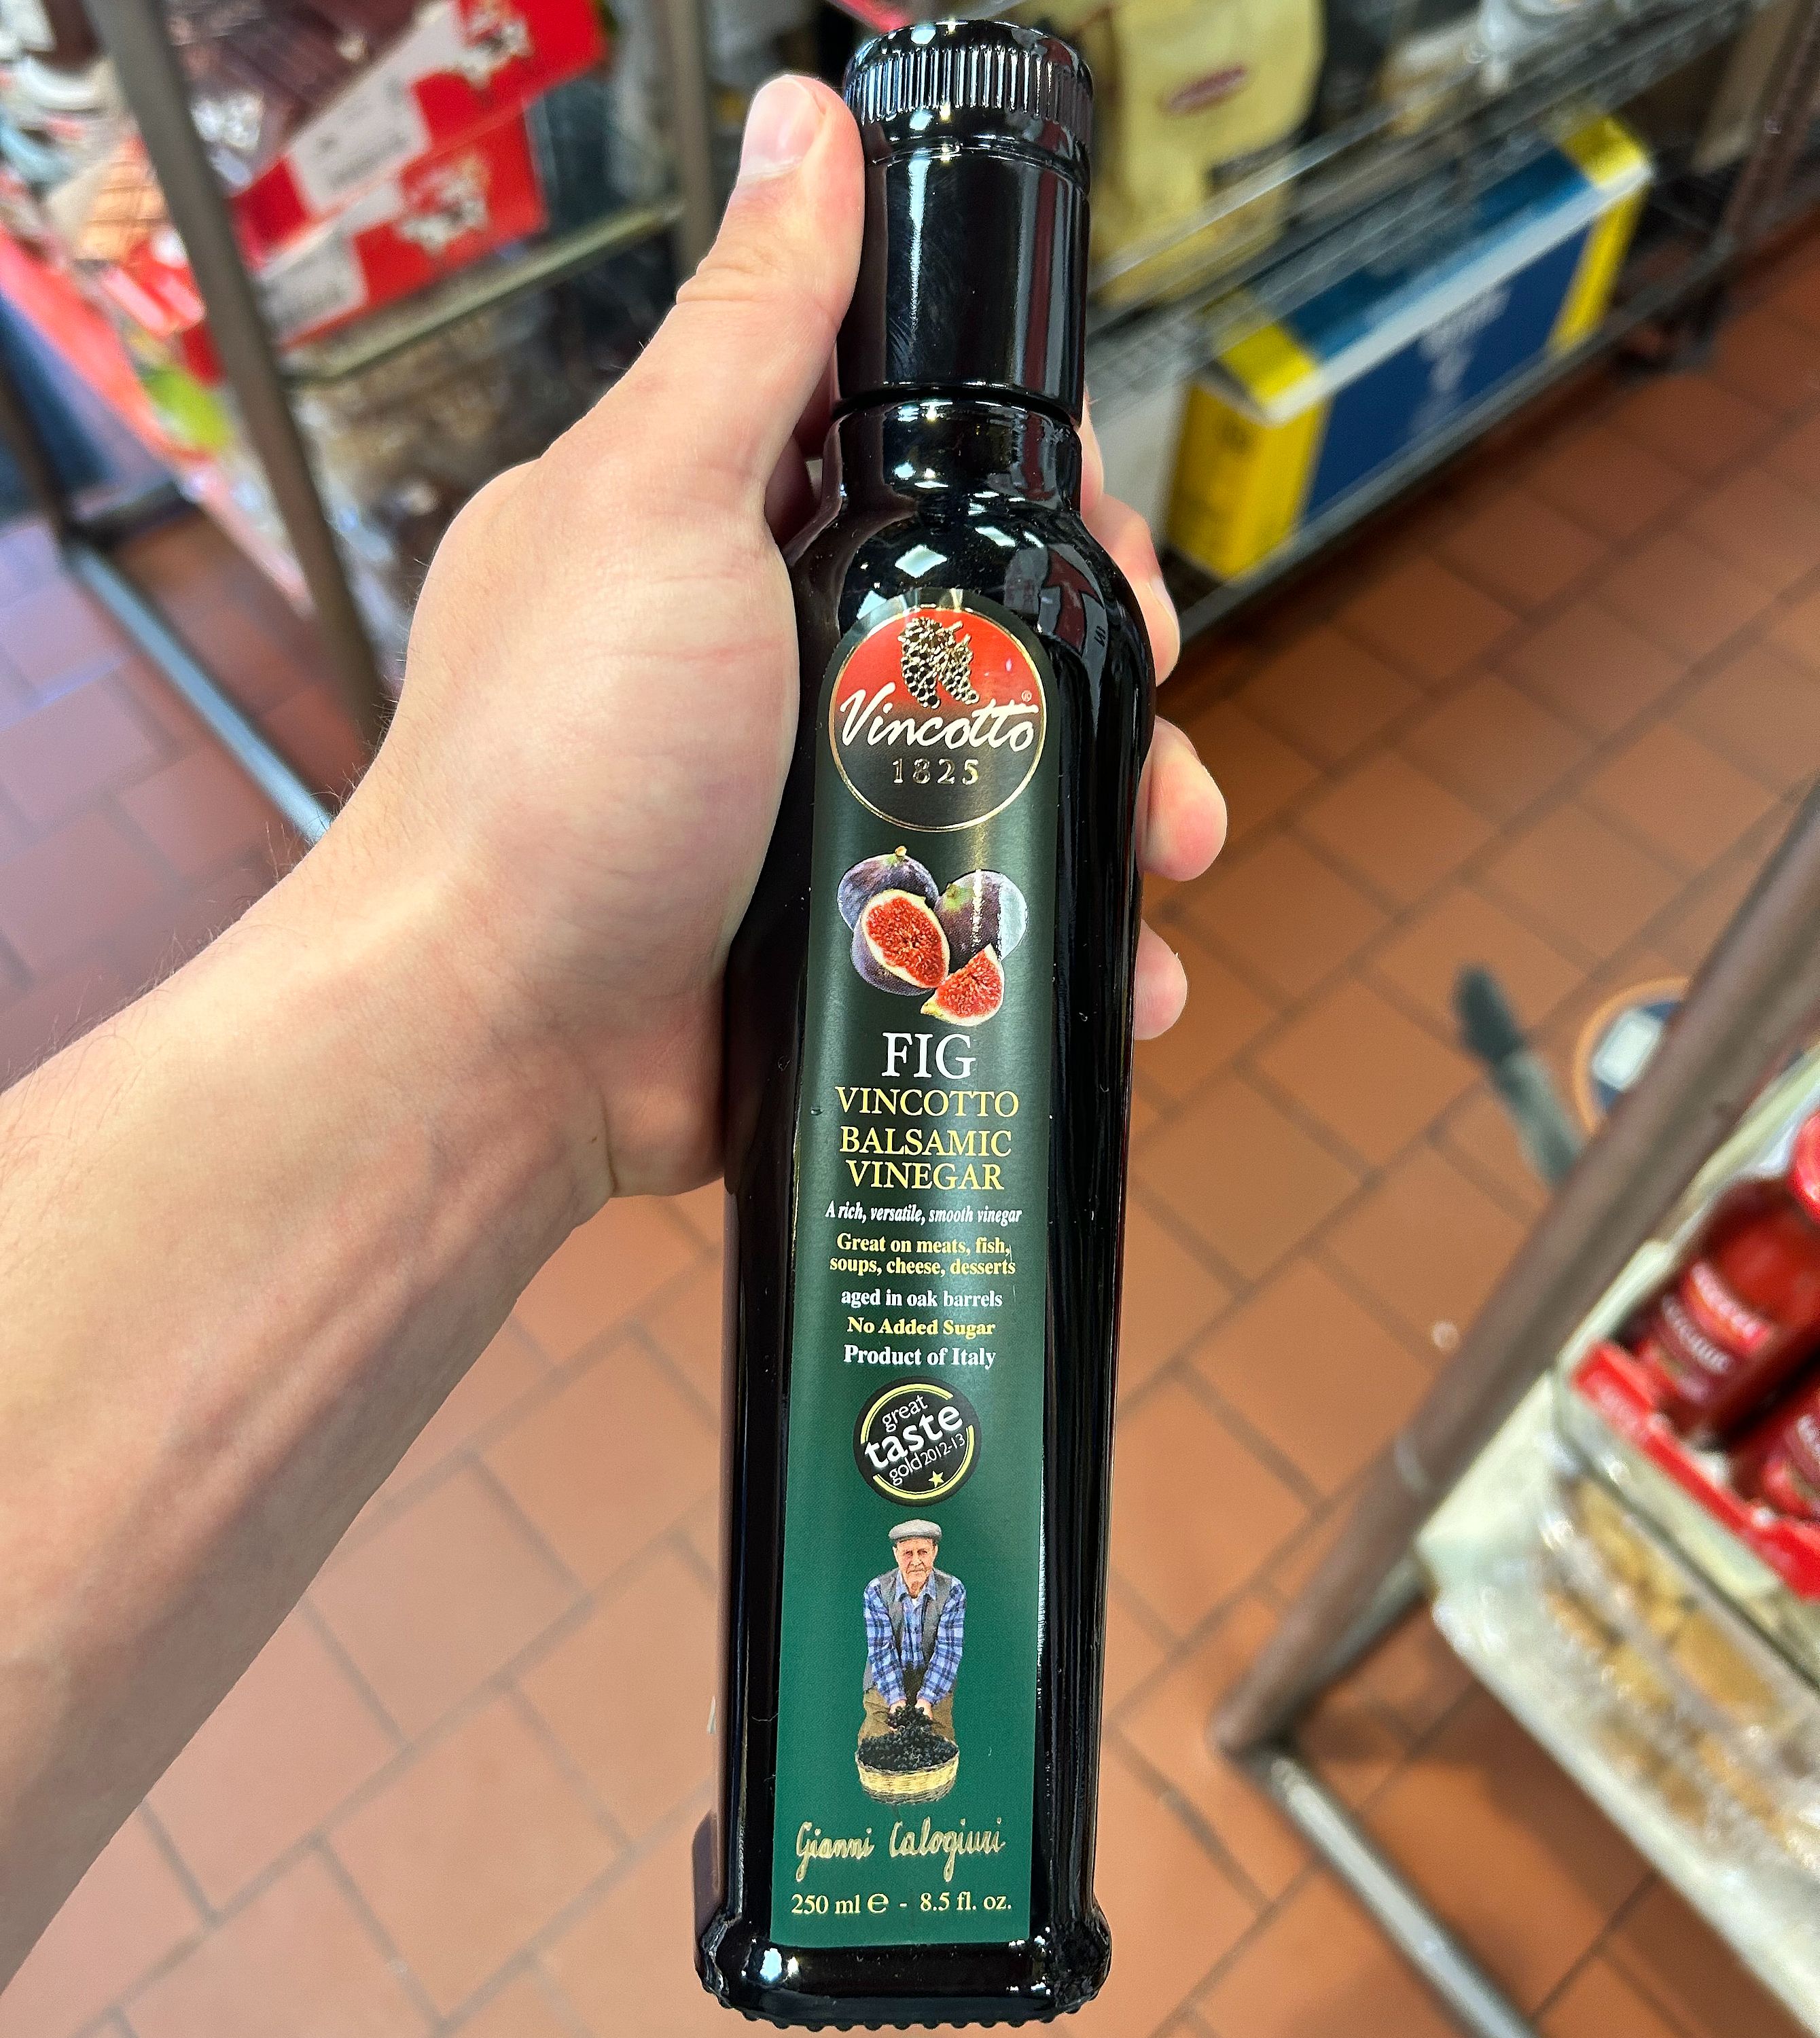 Vincotto®
1825
FIG
VINCOTTO
BALSAMIC
VINEGAR
A rich, versatile, smooth vinegar
Great on meats, fish,
soups, cheese, desserts
aged in oak barrels
No Added Sugar
Product of Italy
great
taste
gold 2012-13
Gianni Calogiuri
250 ml ℮ - 8.5 fl. oz.